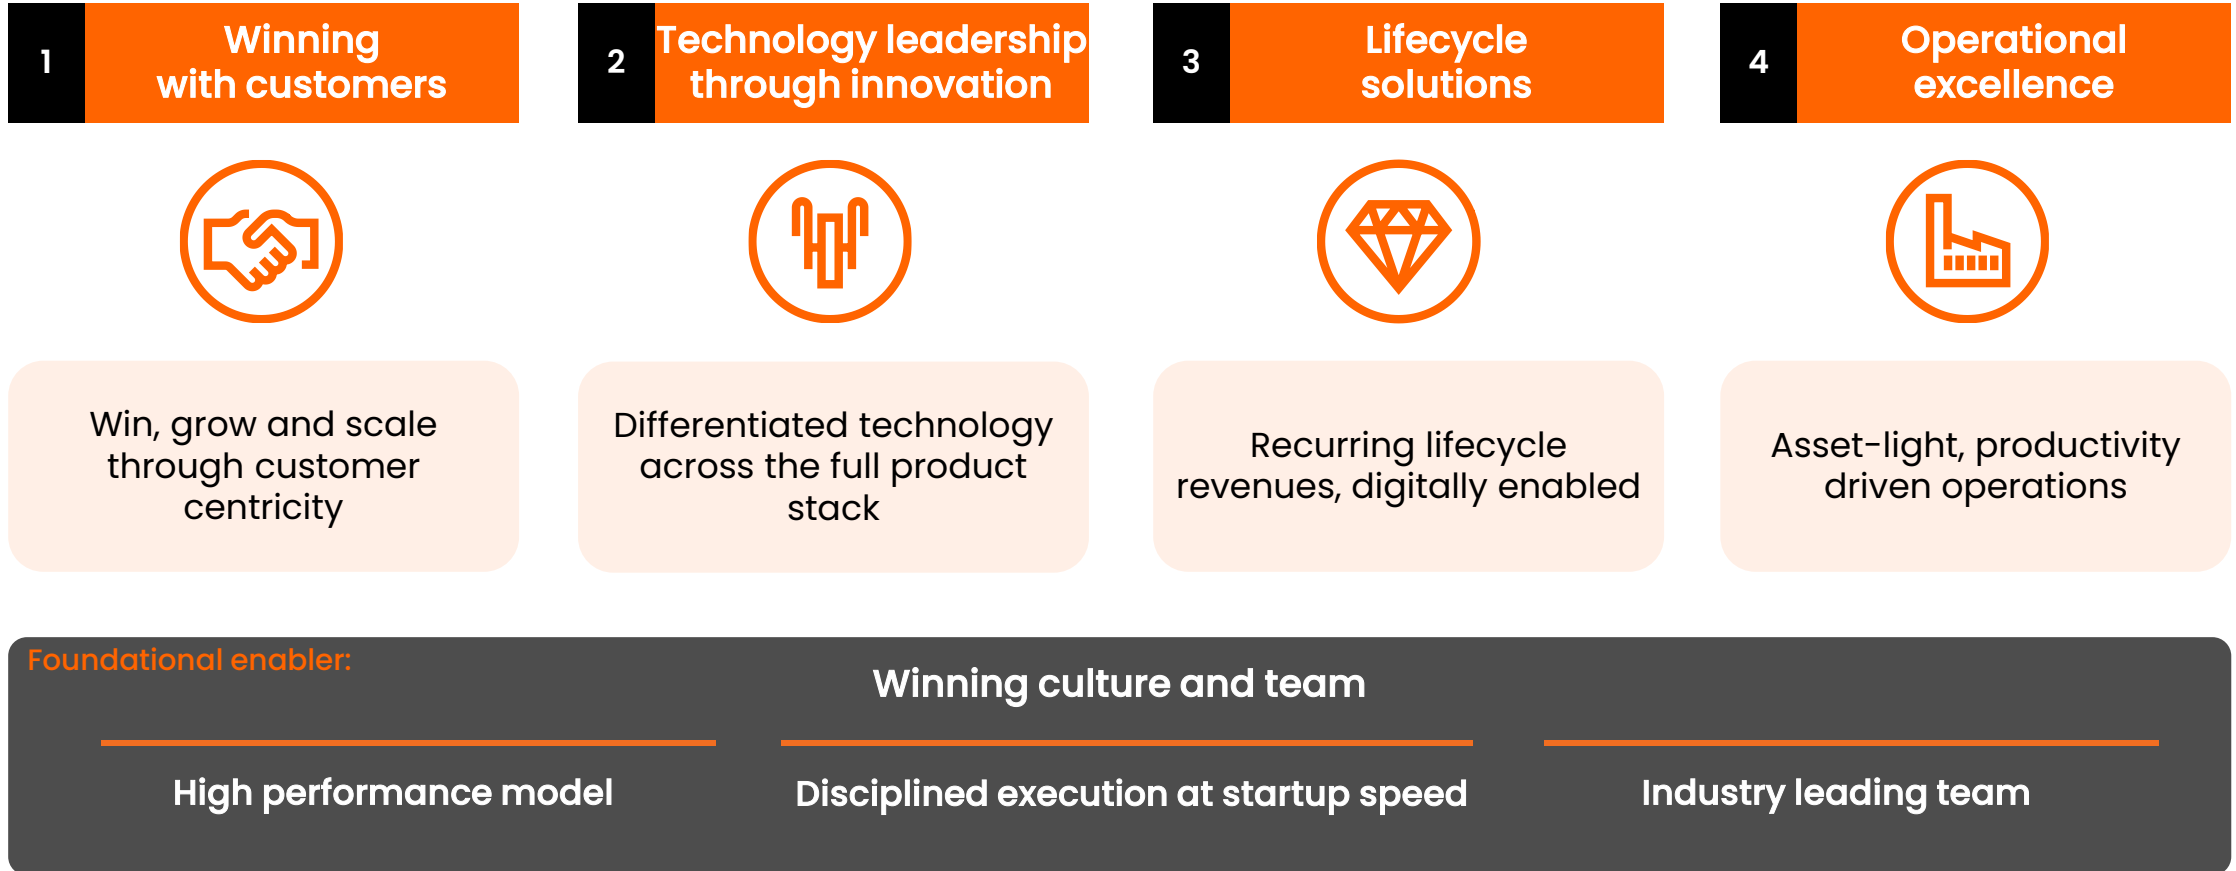 1
Winning
with customers
2
Technology leadership
through innovation
3
Lifecycle
solutions
4
Operational
excellence
Win, grow and scale
through customer
centricity
Differentiated technology
across the full product
stack
Recurring lifecycle
revenues, digitally enabled
Asset-light, productivity
driven operations
Foundational enabler:
Winning culture and team
High performance model
Disciplined execution at startup speed
Industry leading team